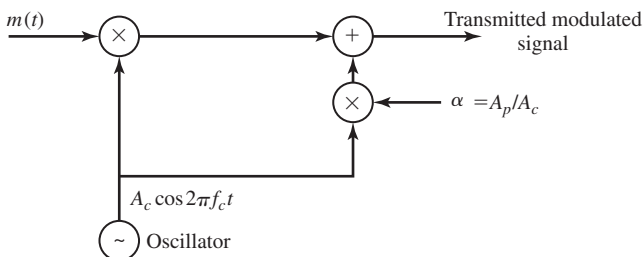 m(t)
×
+
Transmitted modulated
signal
×
α = A_p/A_c
A_c cos 2πf_c t
~
Oscillator